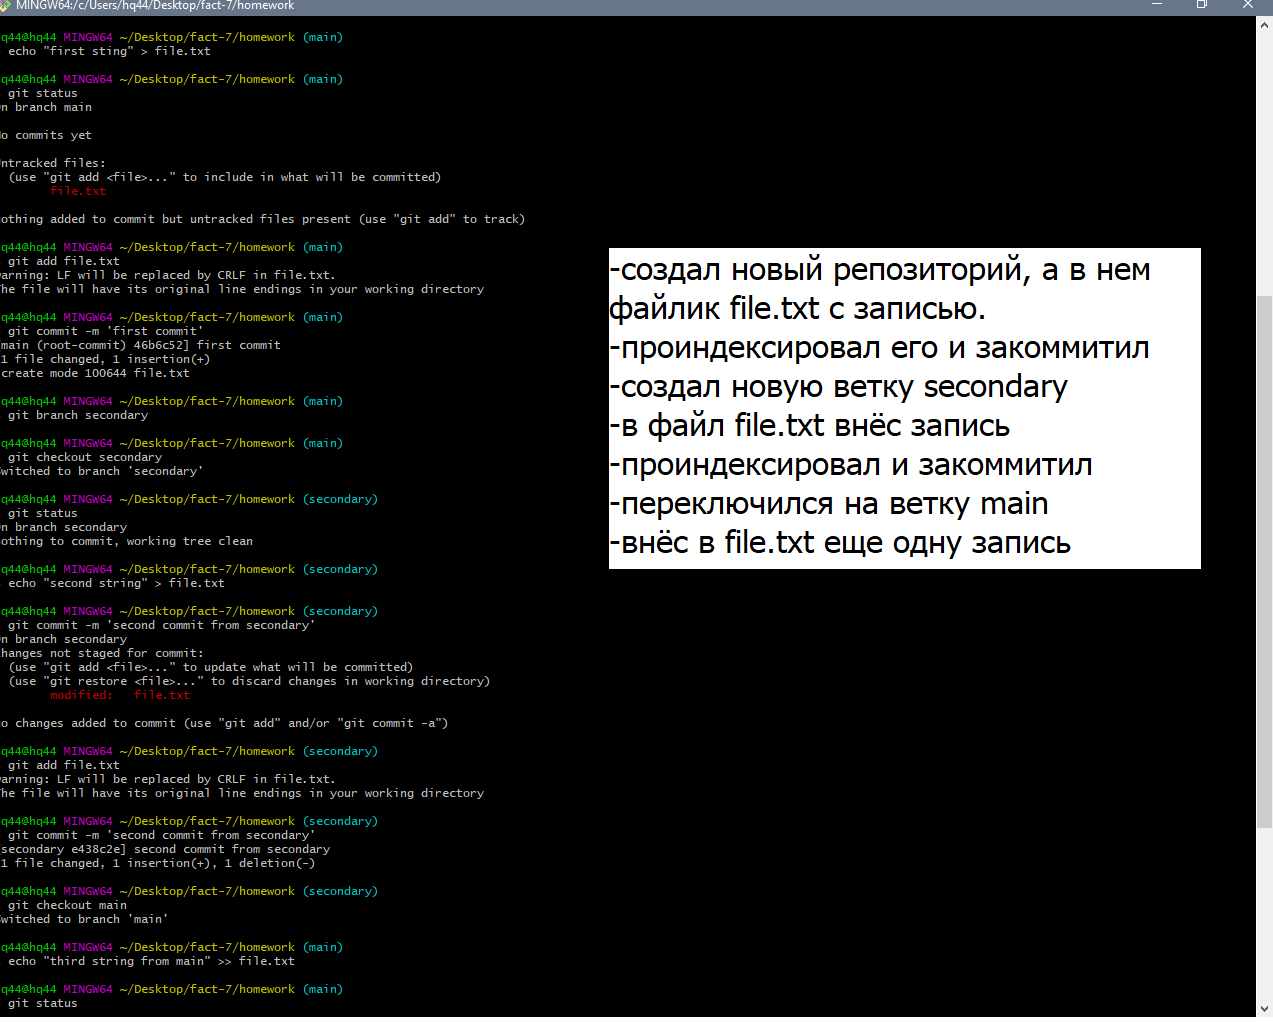 MINGW64:/c/Users/hq44/Desktop/fact-7/homework
q44@hq44 MINGW64 ~/Desktop/fact-7/homework (main)
echo "first sting" > file.txt
q44@hq44 MINGW64 ~/Desktop/fact-7/homework (main)
git status
n branch main
o commits yet
ntracked files:
(use "git add <file>..." to include in what will be committed)
file.txt
othing added to commit but untracked files present (use "git add" to track)
q44@hq44 MINGW64 ~/Desktop/fact-7/homework (main)
git add file.txt
arning: LF will be replaced by CRLF in file.txt.
he file will have its original line endings in your working directory
q44@hq44 MINGW64 ~/Desktop/fact-7/homework (main)
git commit -m 'first commit'
main (root-commit) 46b6c52] first commit
1 file changed, 1 insertion(+)
create mode 100644 file.txt
q44@hq44 MINGW64 ~/Desktop/fact-7/homework (main)
git branch secondary
q44@hq44 MINGW64 ~/Desktop/fact-7/homework (main)
git checkout secondary
witched to branch 'secondary'
q44@hq44 MINGW64 ~/Desktop/fact-7/homework (secondary)
git status
n branch secondary
othing to commit, working tree clean
q44@hq44 MINGW64 ~/Desktop/fact-7/homework (secondary)
echo "second string" > file.txt
q44@hq44 MINGW64 ~/Desktop/fact-7/homework (secondary)
git commit -m 'second commit from secondary'
n branch secondary
hanges not staged for commit:
(use "git add <file>..." to update what will be committed)
(use "git restore <file>..." to discard changes in working directory)
modified:   file.txt
o changes added to commit (use "git add" and/or "git commit -a")
q44@hq44 MINGW64 ~/Desktop/fact-7/homework (secondary)
git add file.txt
arning: LF will be replaced by CRLF in file.txt.
he file will have its original line endings in your working directory
q44@hq44 MINGW64 ~/Desktop/fact-7/homework (secondary)
git commit -m 'second commit from secondary'
secondary e438c2e] second commit from secondary
1 file changed, 1 insertion(+), 1 deletion(-)
q44@hq44 MINGW64 ~/Desktop/fact-7/homework (secondary)
git checkout main
witched to branch 'main'
q44@hq44 MINGW64 ~/Desktop/fact-7/homework (main)
echo "third string from main" >> file.txt
q44@hq44 MINGW64 ~/Desktop/fact-7/homework (main)
git status
-создал новый репозиторий, а в нем
файлик file.txt с записью.
-проиндексировал его и закоммитил
-создал новую ветку secondary
-в файл file.txt внёс запись
-проиндексировал и закоммитил
-переключился на ветку main
-внёс в file.txt еще одну запись